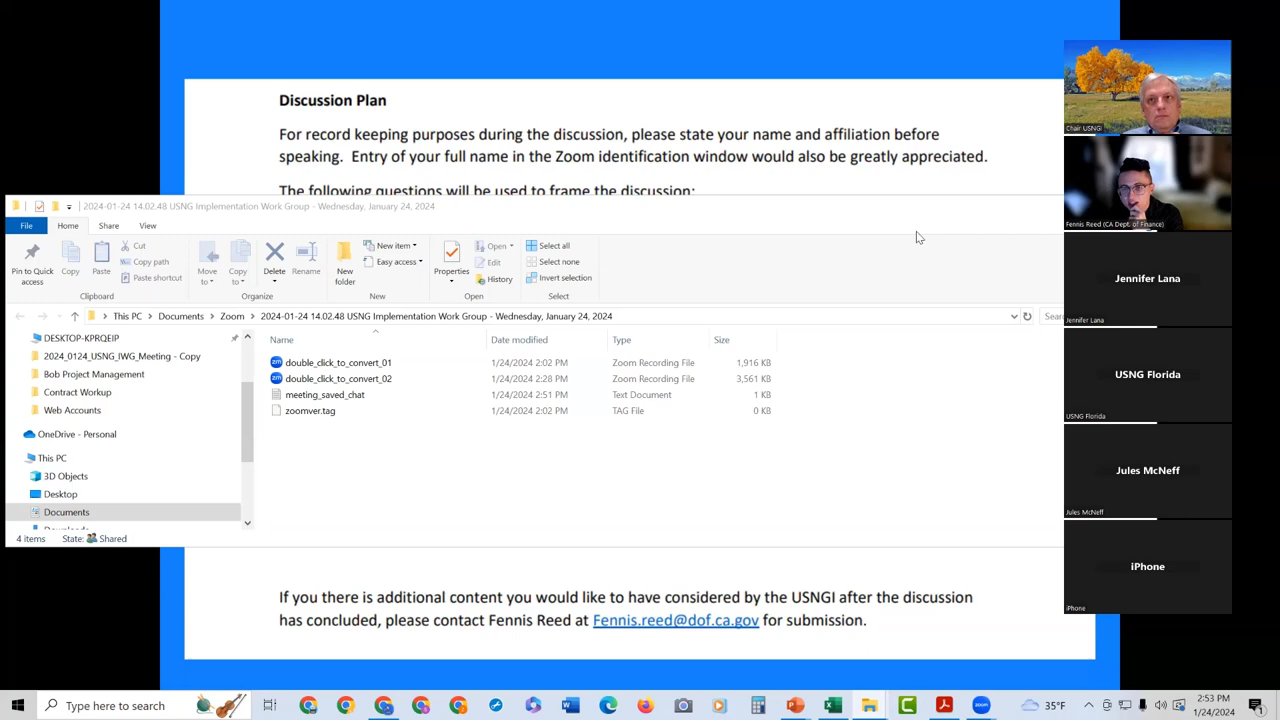 Discussion Plan
For record keeping purposes during the discussion, please state your name and affiliation before
speaking. Entry of your full name in the Zoom identification window would also be greatly appreciated.
The following questions will be used to frame the discussion:
2024-01-24 14.02.48 USNG Implementation Work Group - Wednesday, January 24, 2024
File Home Share View
Pin to Quick access
Copy
Paste
Cut
Copy path
Paste shortcut
Clipboard
Move to
Copy to
Delete
Rename
Organize
New folder
New item
Easy access
New
Properties
Open
Edit
History
Open
Select all
Select none
Invert selection
Select
This PC > Documents > Zoom > 2024-01-24 14.02.48 USNG Implementation Work Group - Wednesday, January 24, 2024
Sear
DESKTOP-KPRQEIP
2024_0124_USNG_IWG_Meeting - Copy
Bob Project Management
Contract Workup
Web Accounts
OneDrive - Personal
This PC
3D Objects
Desktop
Documents
Name Date modified Type Size
double_click_to_convert_01 1/24/2024 2:02 PM Zoom Recording File 1,916 KB
double_click_to_convert_02 1/24/2024 2:28 PM Zoom Recording File 3,561 KB
meeting_saved_chat 1/24/2024 2:51 PM Text Document 1 KB
zoomver.tag 1/24/2024 2:02 PM TAG File 0 KB
4 items State: Shared
If you there is additional content you would like to have considered by the USNGI after the discussion
has concluded, please contact Fennis Reed at Fennis.reed@dof.ca.gov for submission.
Chair USNGI
Fennis Reed (CA Dept. of Finance)
Jennifer Lana
Jennifer Lana
USNG Florida
USNG Florida
Jules McNeff
Jules McNeff
iPhone
iPhone
Type here to search
zoom
35°F
2:53 PM
1/24/2024